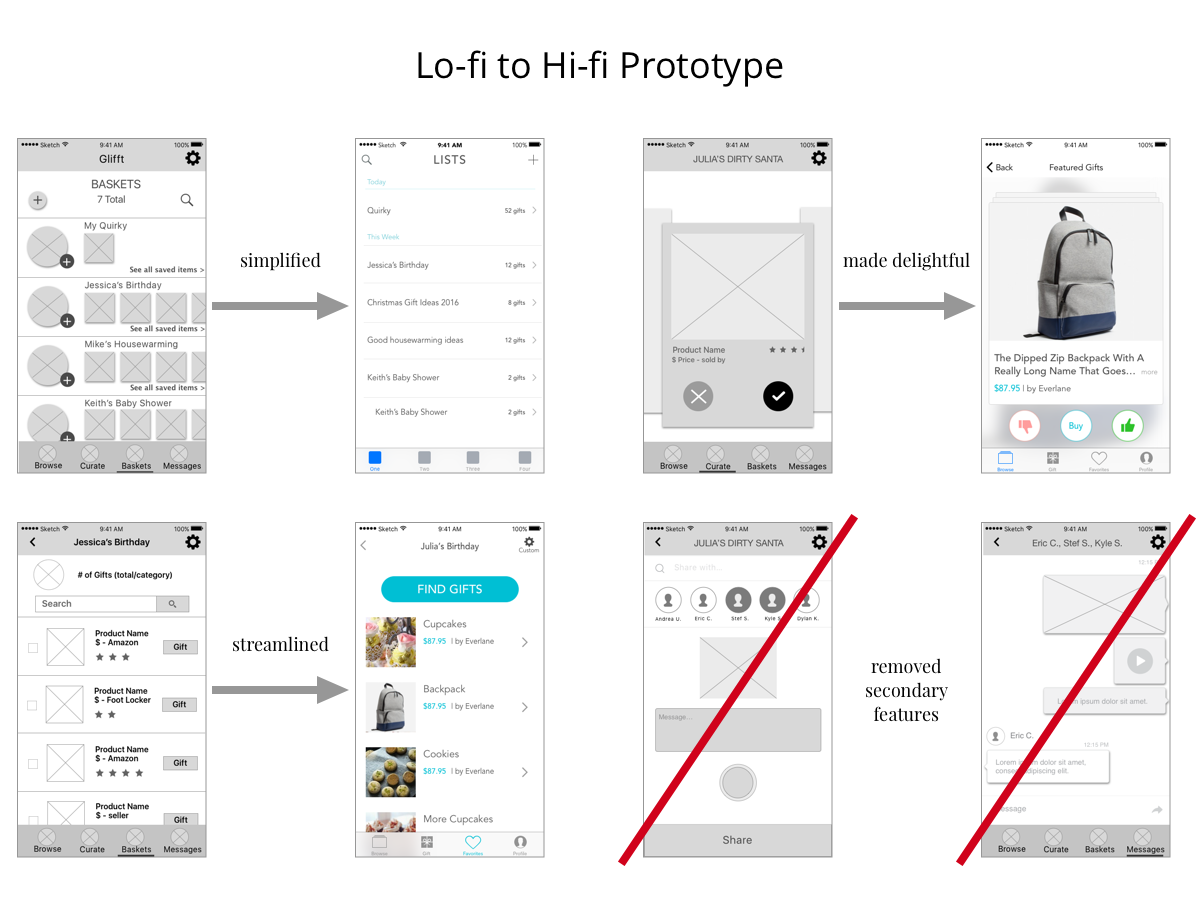 Lo-fi to Hi-fi Prototype
Sketch 9:41 AM 100%
Glifft
BASKETS
7 Total
My Quirky
See all saved items >
Jessica's Birthday
See all saved items >
Mike's Housewarming
See all saved items >
Keith's Baby Shower
Browse Curate Baskets Messages
simplified
Sketch 9:41 AM 100%
LISTS
Today
Quirky 52 gifts
This Week
Jessica's Birthday 12 gifts
Christmas Gift Ideas 2016 8 gifts
Good housewarming ideas 12 gifts
Keith's Baby Shower 2 gifts
Keith's Baby Shower 2 gifts
One Two Three Four
Sketch 9:41 AM 100%
JULIA'S DIRTY SANTA
Product Name
$ Price - sold by
Browse Curate Baskets Messages
made delightful
Sketch 9:41 AM 100%
Back Featured Gifts
The Dipped Zip Backpack With A
Really Long Name That Goes... more
$87.95 | by Everlane
Buy
Browse Gift Favorites Profile
Sketch 9:41 AM 100%
Jessica's Birthday
# of Gifts (total/category)
Search
Product Name
$ - Amazon
Gift
Product Name
$ - Foot Locker
Gift
Product Name
$ - Amazon
Gift
Product Name
$ - seller
Gift
Browse Curate Baskets Messages
streamlined
Sketch 9:41 AM 100%
Julia's Birthday
Custom
FIND GIFTS
Cupcakes
$87.95 | by Everlane
Backpack
$87.95 | by Everlane
Cookies
$87.95 | by Everlane
More Cupcakes
Browse Gift Favorites Profile
Sketch 9:41 AM 100%
JULIA'S DIRTY SANTA
Share with...
Andrea U. Eric C. Stef S. Kyle S. Dylan K.
Message...
Share
removed
secondary
features
Sketch 9:41 AM 100%
Eric C., Stef S., Kyle S.
Lorem ipsum dolor sit amet.
Eric C.
12:15 PM
Lorem ipsum dolor sit amet,
Browse Curate Baskets Messages